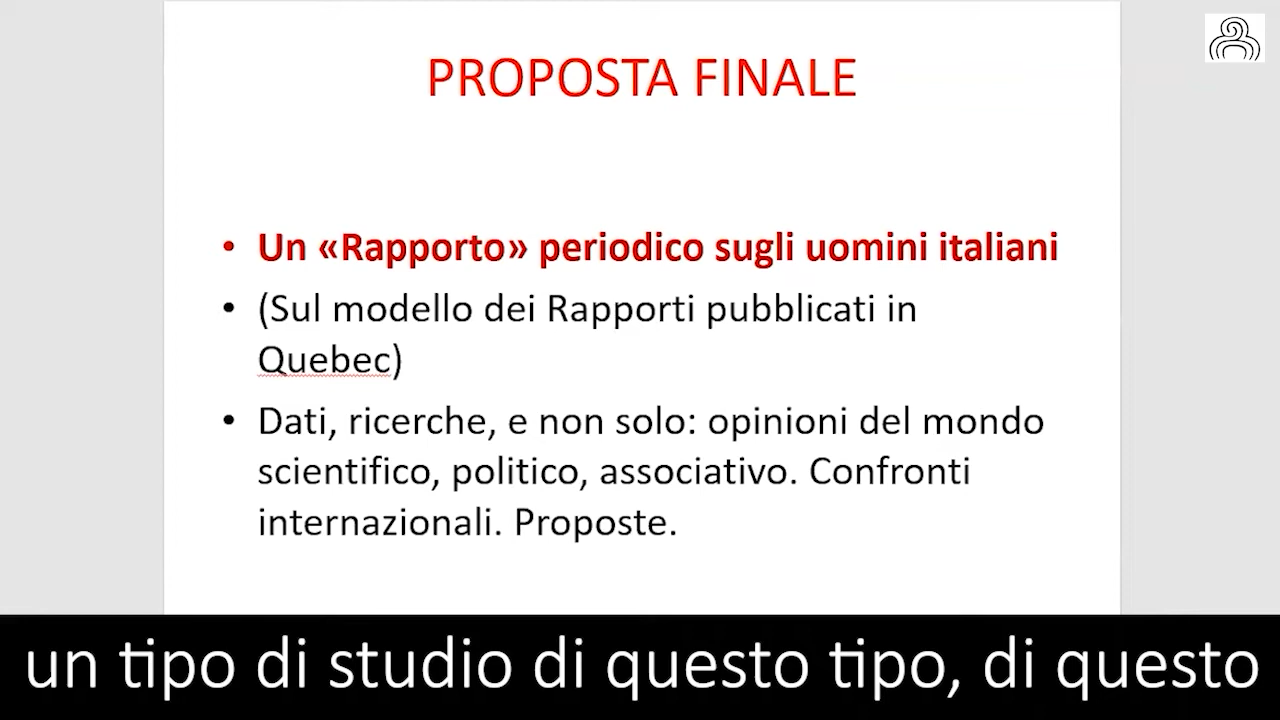 PROPOSTA FINALE
• Un «Rapporto» periodico sugli uomini italiani
• (Sul modello dei Rapporti pubblicati in
Quebec)
• Dati, ricerche, e non solo: opinioni del mondo
scientifico, politico, associativo. Confronti
internazionali. Proposte.
un tipo di studio di questo tipo, di questo